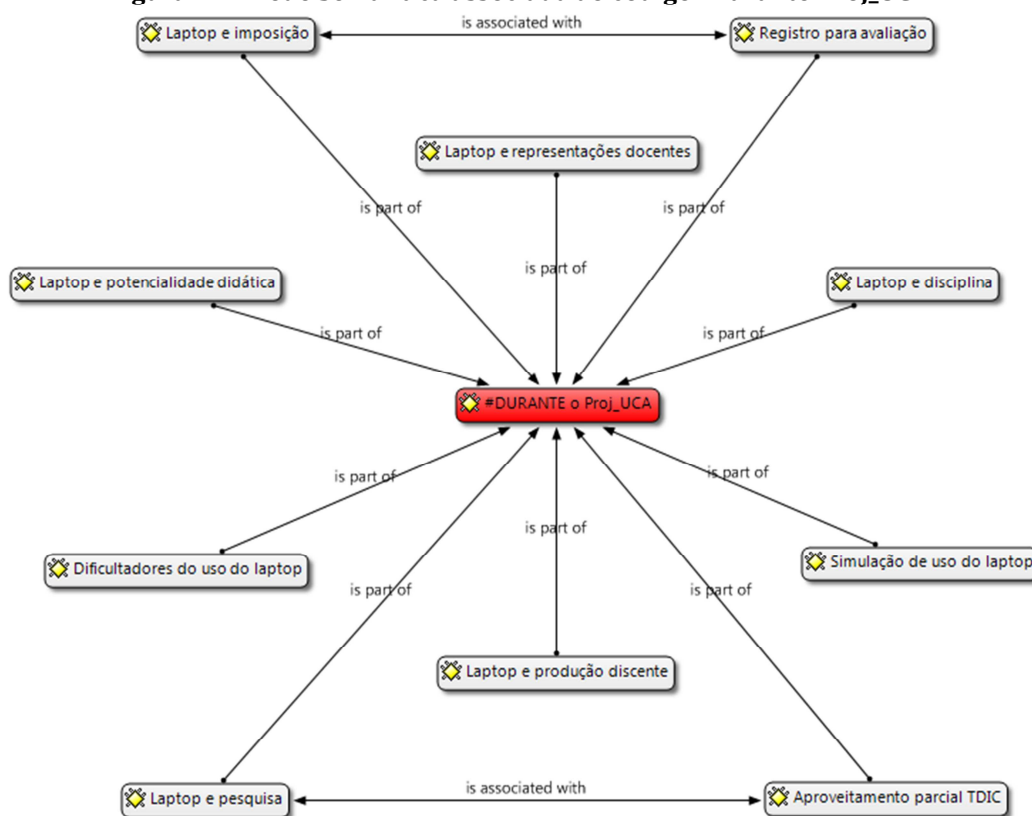 is associated with
Laptop e imposição
Registro para avaliação
Laptop e representações docentes
is part of
is part of
is part of
Laptop e potencialidade didática
Laptop e disciplina
is part of
is part of
#DURANTE o Proj_UCA
is part of
is part of
is part of
Dificultadores do uso do laptop
Simulação de uso do laptop
is part of
is part of
Laptop e produção discente
is associated with
Laptop e pesquisa
Aproveitamento parcial TDIC